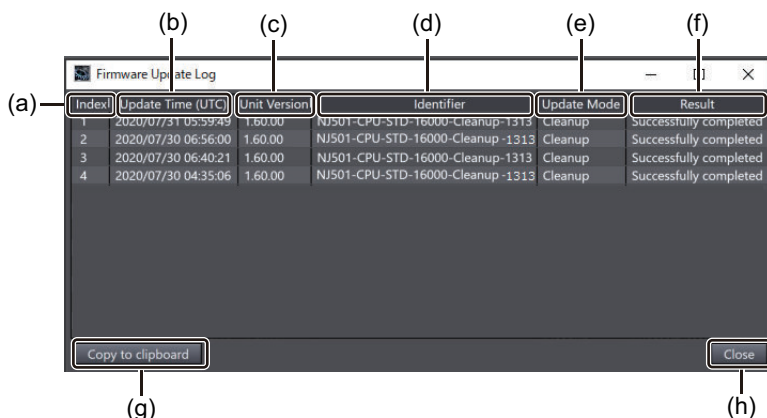 (b) (c) (d) (e) (f)
Firmware Update Log
(a) Index Update Time (UTC) Unit Version Identifier Update Mode Result
1 2020/07/31 05:59:49 1.60.00 NJ501-CPU-STD-16000-Cleanup-1313 Cleanup Successfully completed
2 2020/07/30 06:56:00 1.60.00 NJ501-CPU-STD-16000-Cleanup -1313 Cleanup Successfully completed
3 2020/07/30 06:40:21 1.60.00 NJ501-CPU-STD-16000-Cleanup-1313 Cleanup Successfully completed
4 2020/07/30 04:35:06 1.60.00 NJ501-CPU-STD-16000-Cleanup -1313 Cleanup Successfully completed
Copy to clipboard Close
(g) (h)